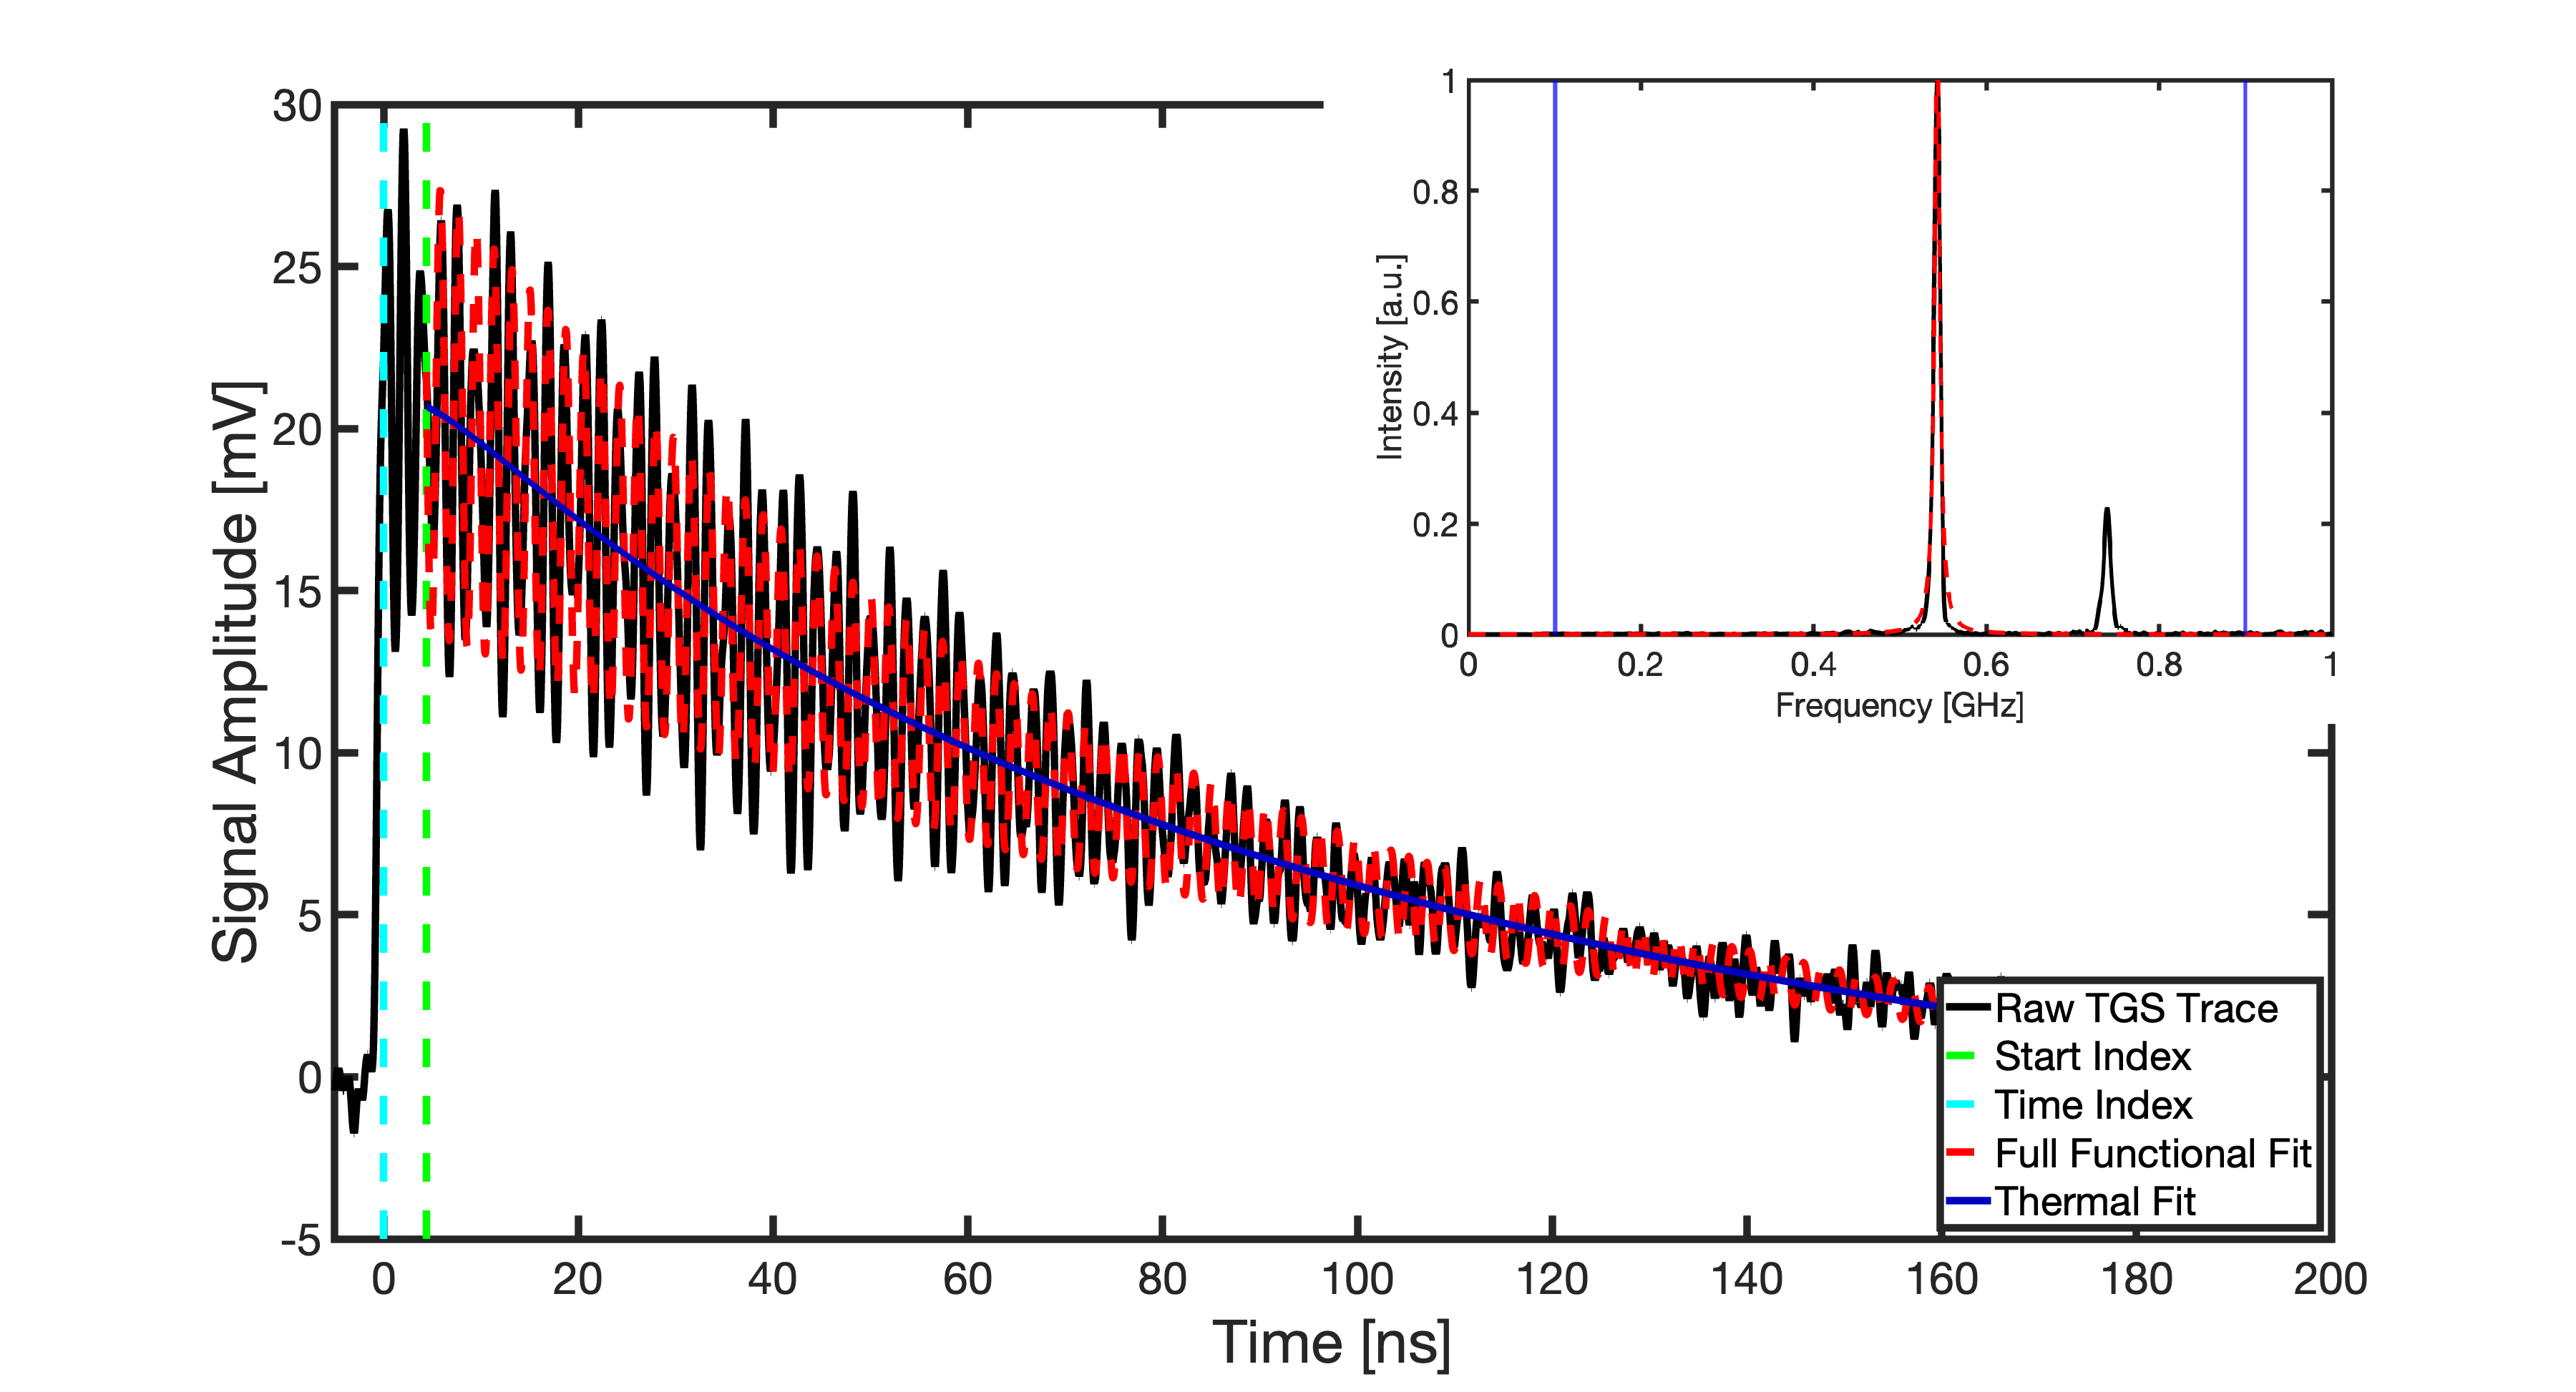 30
25
20
15
10
5
0
-5
Signal Amplitude [mV]
0 20 40 60 80 100 120 140 160 180 200
Time [ns]
1
0.8
0.6
0.4
0.2
0
Intensity [a.u.]
0 0.2 0.4 0.6 0.8 1
Frequency [GHz]
Raw TGS Trace
Start Index
Time Index
Full Functional Fit
Thermal Fit